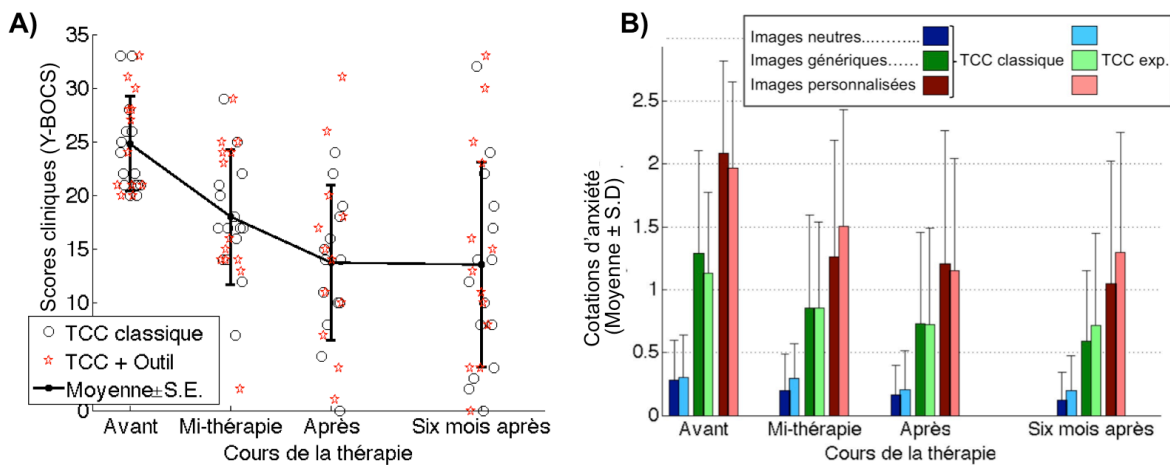 A)
Scores cliniques (Y-BOCS)
35
30
25
20
15
10
0
TCC classique
TCC + Outil
Moyenne±S.E.
Avant
Mi-thérapie
Après
Six mois après
Cours de la thérapie
B)
Cotations d'anxiété
(Moyenne ± S.D)
2.5
2
1.5
1
0.5
0
Images neutres..............
Images génériques......
Images personnalisées
TCC classique
TCC exp.
Avant
Mi-thérapie
Après
Six mois après
Cours de la thérapie